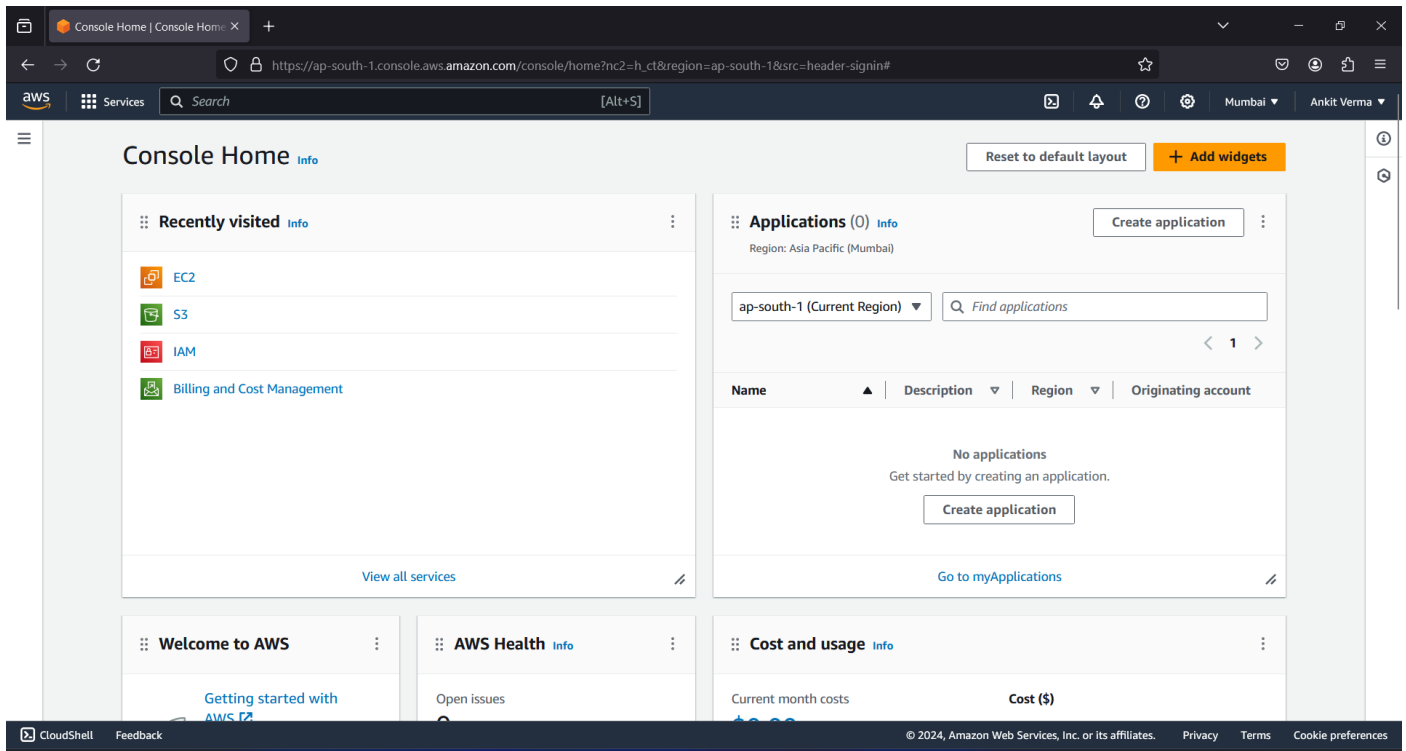 Console Home | Console Home
https://ap-south-1.console.aws.amazon.com/console/home?nc2=h_ct&region=ap-south-1&src=header-signin#
aws Services Search [Alt+S] Mumbai Ankit Verma
Console Home Info Reset to default layout Add widgets
Recently visited Info
EC2
S3
IAM
Billing and Cost Management
View all services
Applications (0) Info Create application
Region: Asia Pacific (Mumbai)
ap-south-1 (Current Region) Find applications
1
Name Description Region Originating account
No applications
Get started by creating an application.
Create application
Go to myApplications
Welcome to AWS
Getting started with
AWS
AWS Health Info
Open issues
Cost and usage Info
Current month costs Cost ($)
CloudShell Feedback © 2024, Amazon Web Services, Inc. or its affiliates. Privacy Terms Cookie preferences